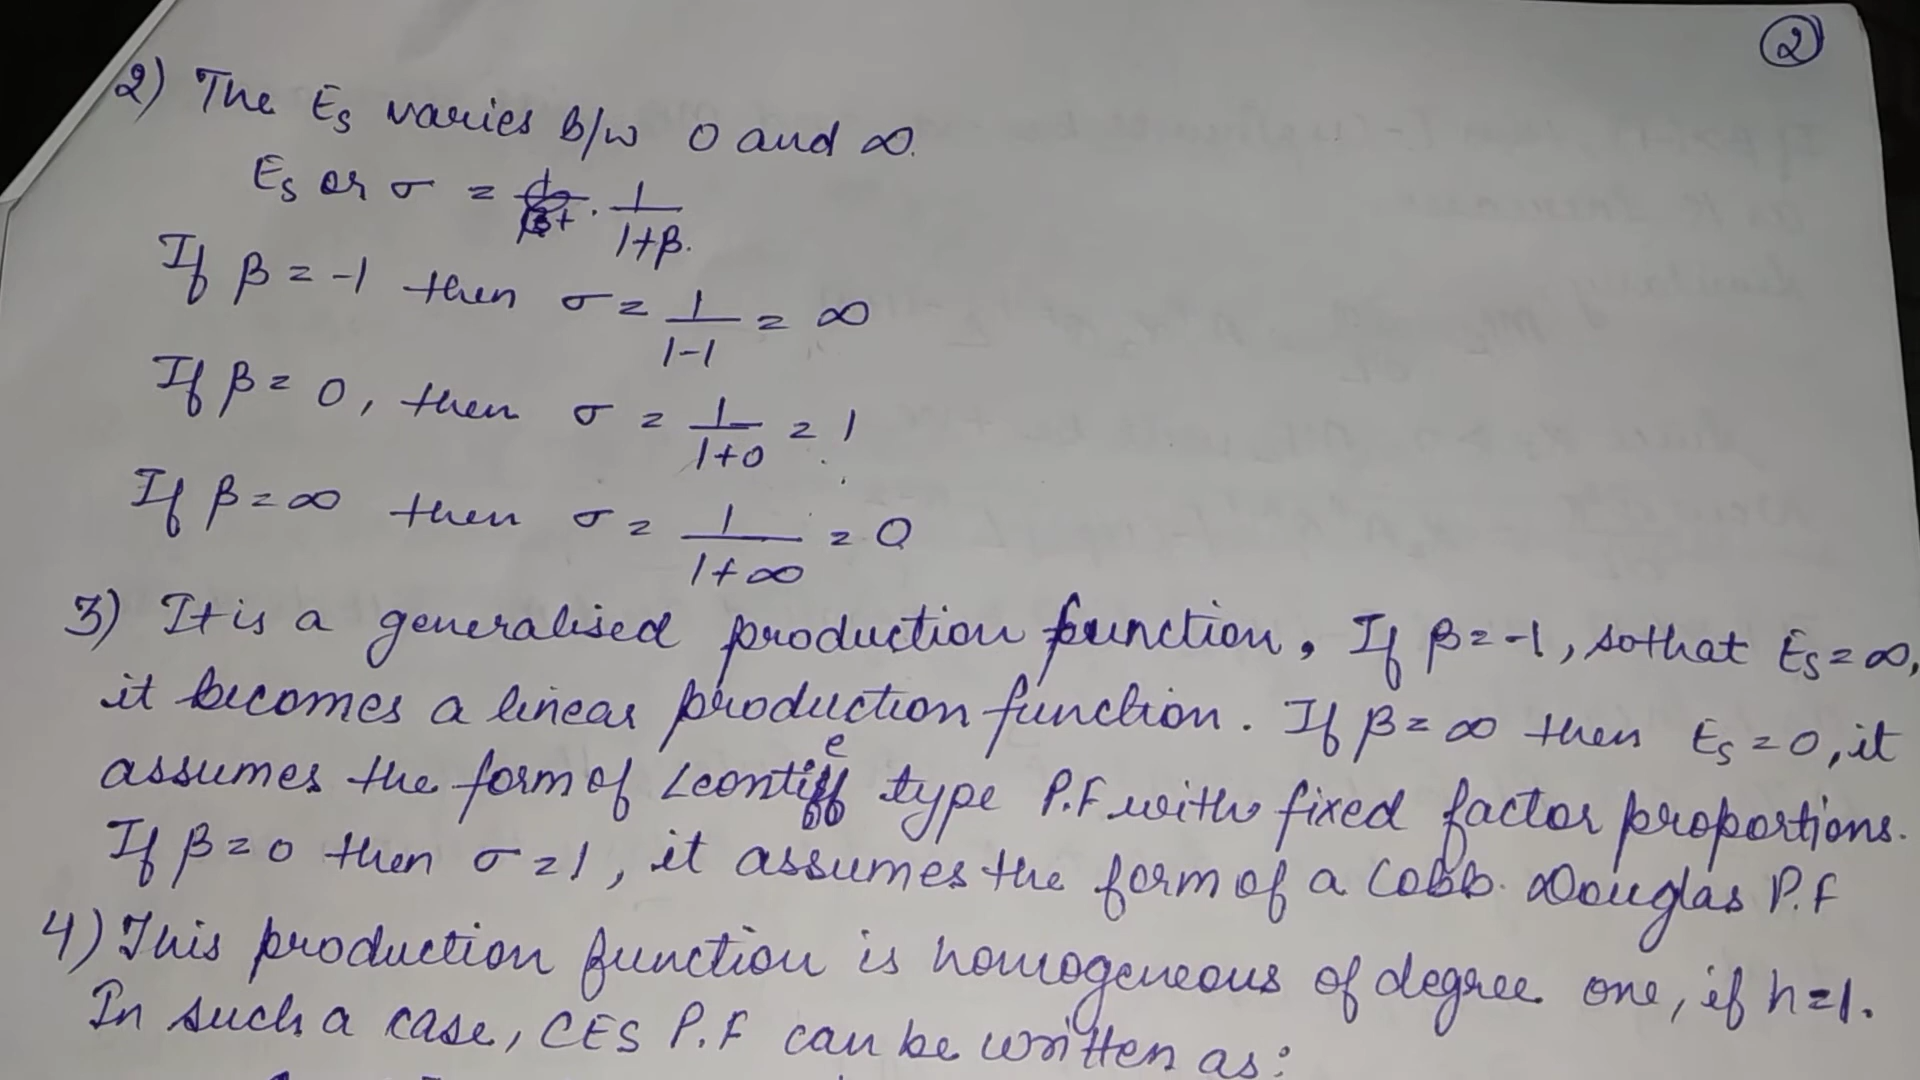 ②
2) The Es varies b/w 0 and ∞.
Es or σ = 1/1+β.
If β = -1 then σ = 1/1-1 = ∞
If β = 0, then σ = 1/1+0 = 1
If β = ∞ then σ = 1/1+∞ = 0
3) It is a generalised production function. If β = -1, so that Es = ∞,
it becomes a linear production function. If β = ∞ then Es = 0, it
assumes the form of Leontieff type P.F with fixed factor proportions.
If β = 0 then σ = 1, it assumes the form of a Cobb-Douglas P.F
4) This production function is homogeneous of degree one, if h = 1.
In such a case, CES P.F can be written as: